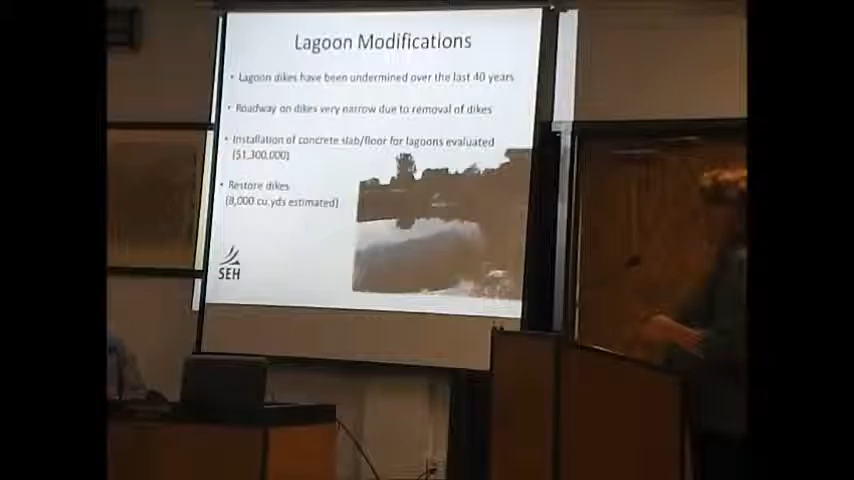 Lagoon Modifications
• Lagoon dikes have been undermined over the last 40 years
• Roadway on dikes very narrow due to removal of dikes
• Installation of concrete slab/floor for lagoons evaluated
($1,300,000)
• Restore dikes
(8,000 cu yds estimated)
SEH